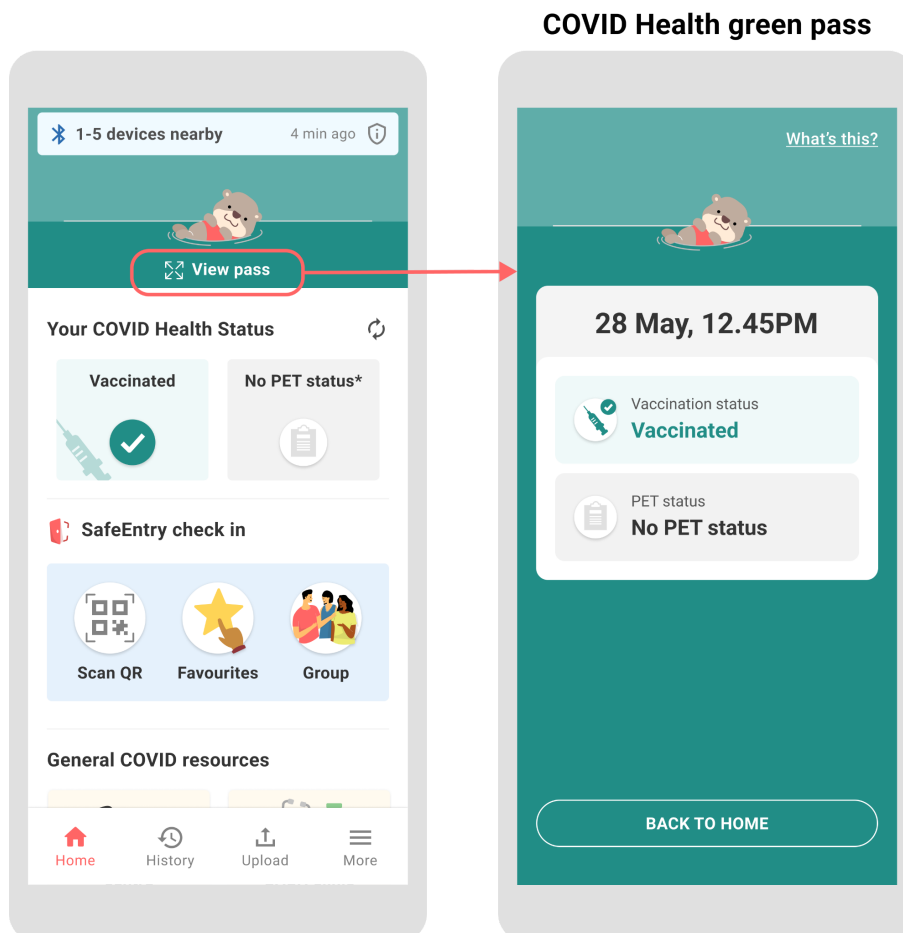 COVID Health green pass
1-5 devices nearby 4 min ago
View pass
Your COVID Health Status
Vaccinated No PET status*
SafeEntry check in
Scan QR Favourites Group
General COVID resources
Home History Upload More
What's this?
28 May, 12.45PM
Vaccination status
Vaccinated
PET status
No PET status
BACK TO HOME